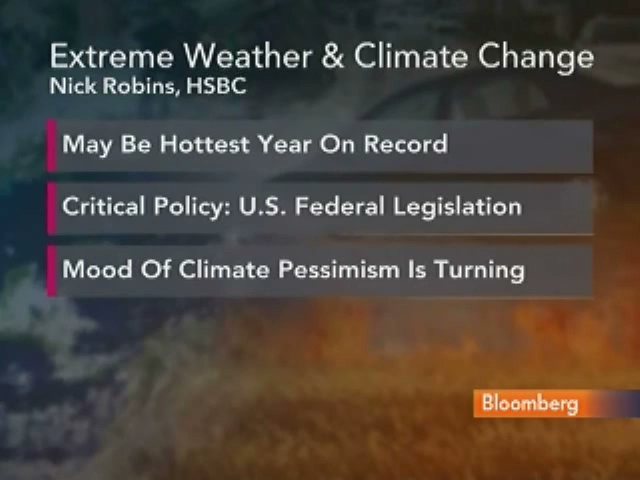 Extreme Weather & Climate Change
Nick Robins, HSBC
May Be Hottest Year On Record
Critical Policy: U.S. Federal Legislation
Mood Of Climate Pessimism Is Turning
Bloomberg